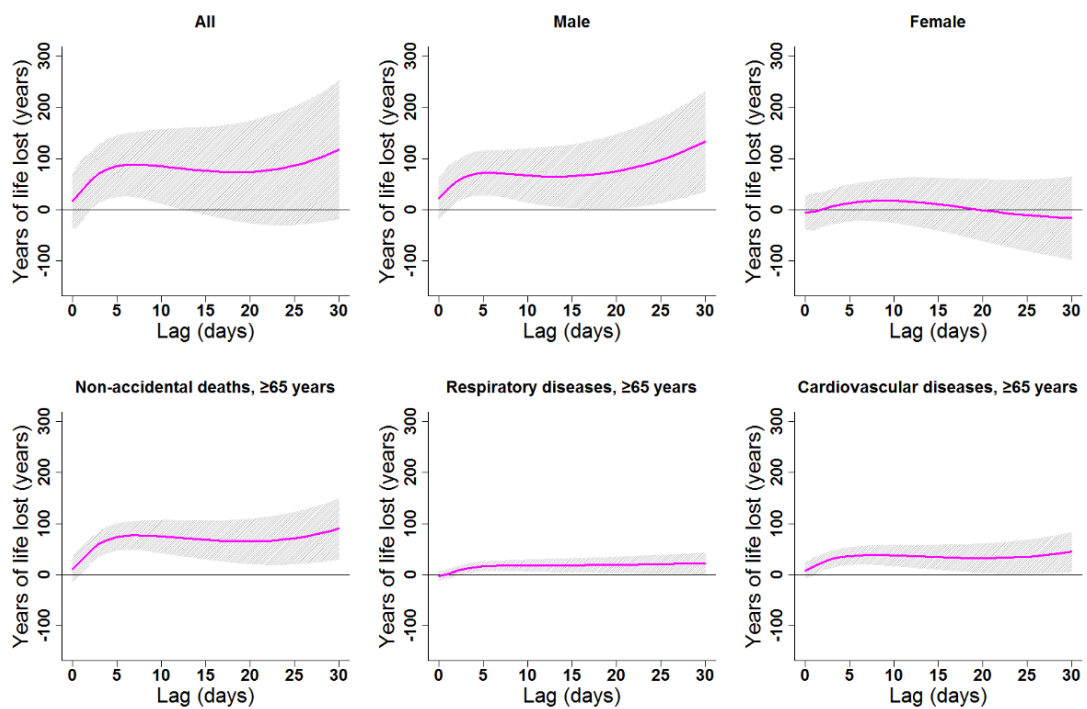 All
Years of life lost (years)
300
200
100
0
-100
0 5 10 15 20 25 30
Lag (days)
Male
Years of life lost (years)
300
200
100
0
-100
0 5 10 15 20 25 30
Lag (days)
Female
Years of life lost (years)
300
200
100
0
-100
0 5 10 15 20 25 30
Lag (days)
Non-accidental deaths, ≥65 years
Years of life lost (years)
300
200
100
0
-100
0 5 10 15 20 25 30
Lag (days)
Respiratory diseases, ≥65 years
Years of life lost (years)
300
200
100
0
-100
0 5 10 15 20 25 30
Lag (days)
Cardiovascular diseases, ≥65 years
Years of life lost (years)
300
200
100
0
-100
0 5 10 15 20 25 30
Lag (days)